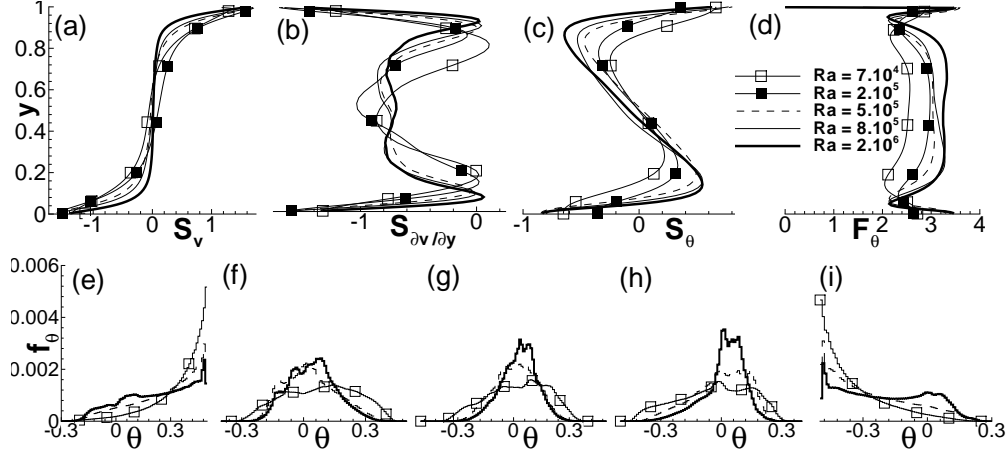 (a) (b) (c) (d)
y
1
0.8
0.6
0.4
0.2
0
-1 0 1
S_v
-1 0
S_∂v/∂y
-1 0 1
S_θ
0 1 2 3 4
F_θ
Ra = 7.10⁴
Ra = 2.10⁵
Ra = 5.10⁵
Ra = 8.10⁵
Ra = 2.10⁶
(e) (f) (g) (h) (i)
f_θ
0.006
0.004
0.002
0
-0.3 0 0.3
θ
-0.3 0 0.3
θ
-0.3 0 0.3
θ
-0.3 0 0.3
θ
-0.3 0 0.3
θ